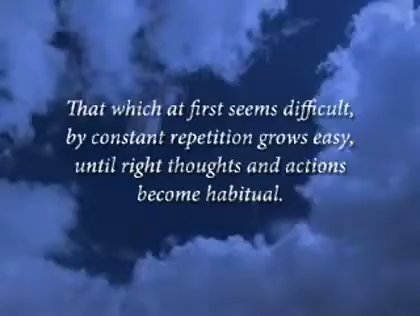 That which at first seems difficult,
by constant repetition grows easy,
until right thoughts and actions
become habitual.